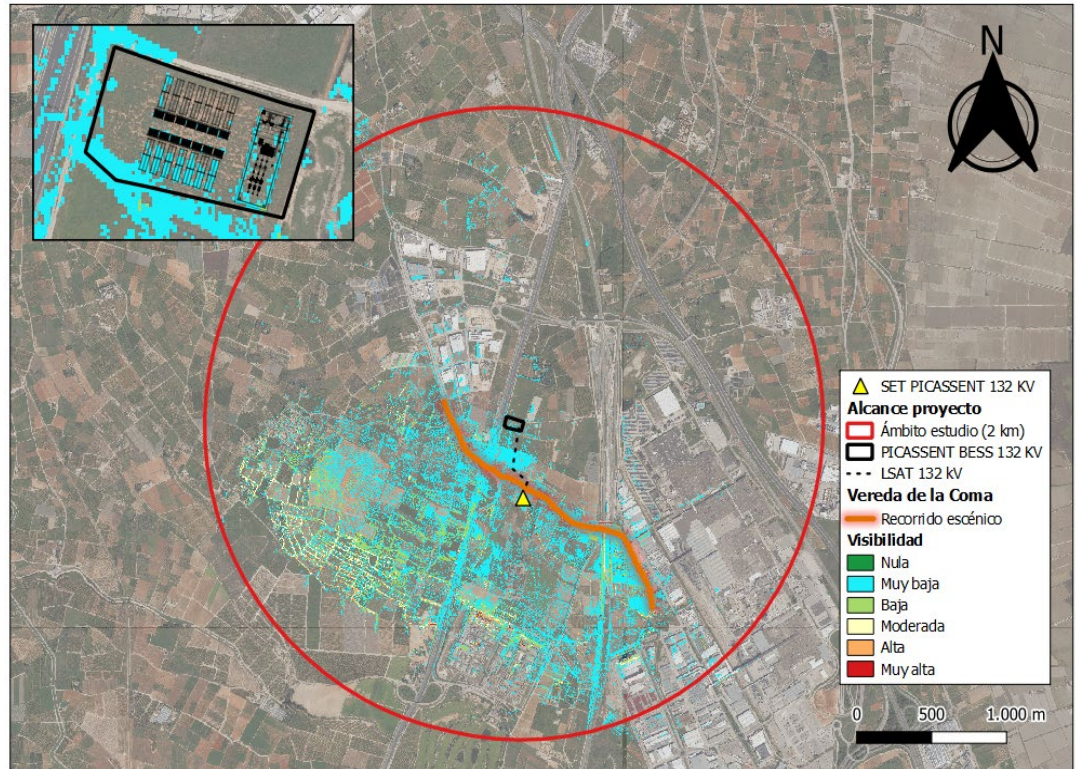 N
SET PICASSENT 132 KV
Alcance proyecto
Ámbito estudio (2 km)
PICASSENT BESS 132 KV
LSAT 132 kV
Vereda de la Coma
Recorrido escénico
Visibilidad
Nula
Muy baja
Baja
Moderada
Alta
Muy alta
0 500 1.000 m